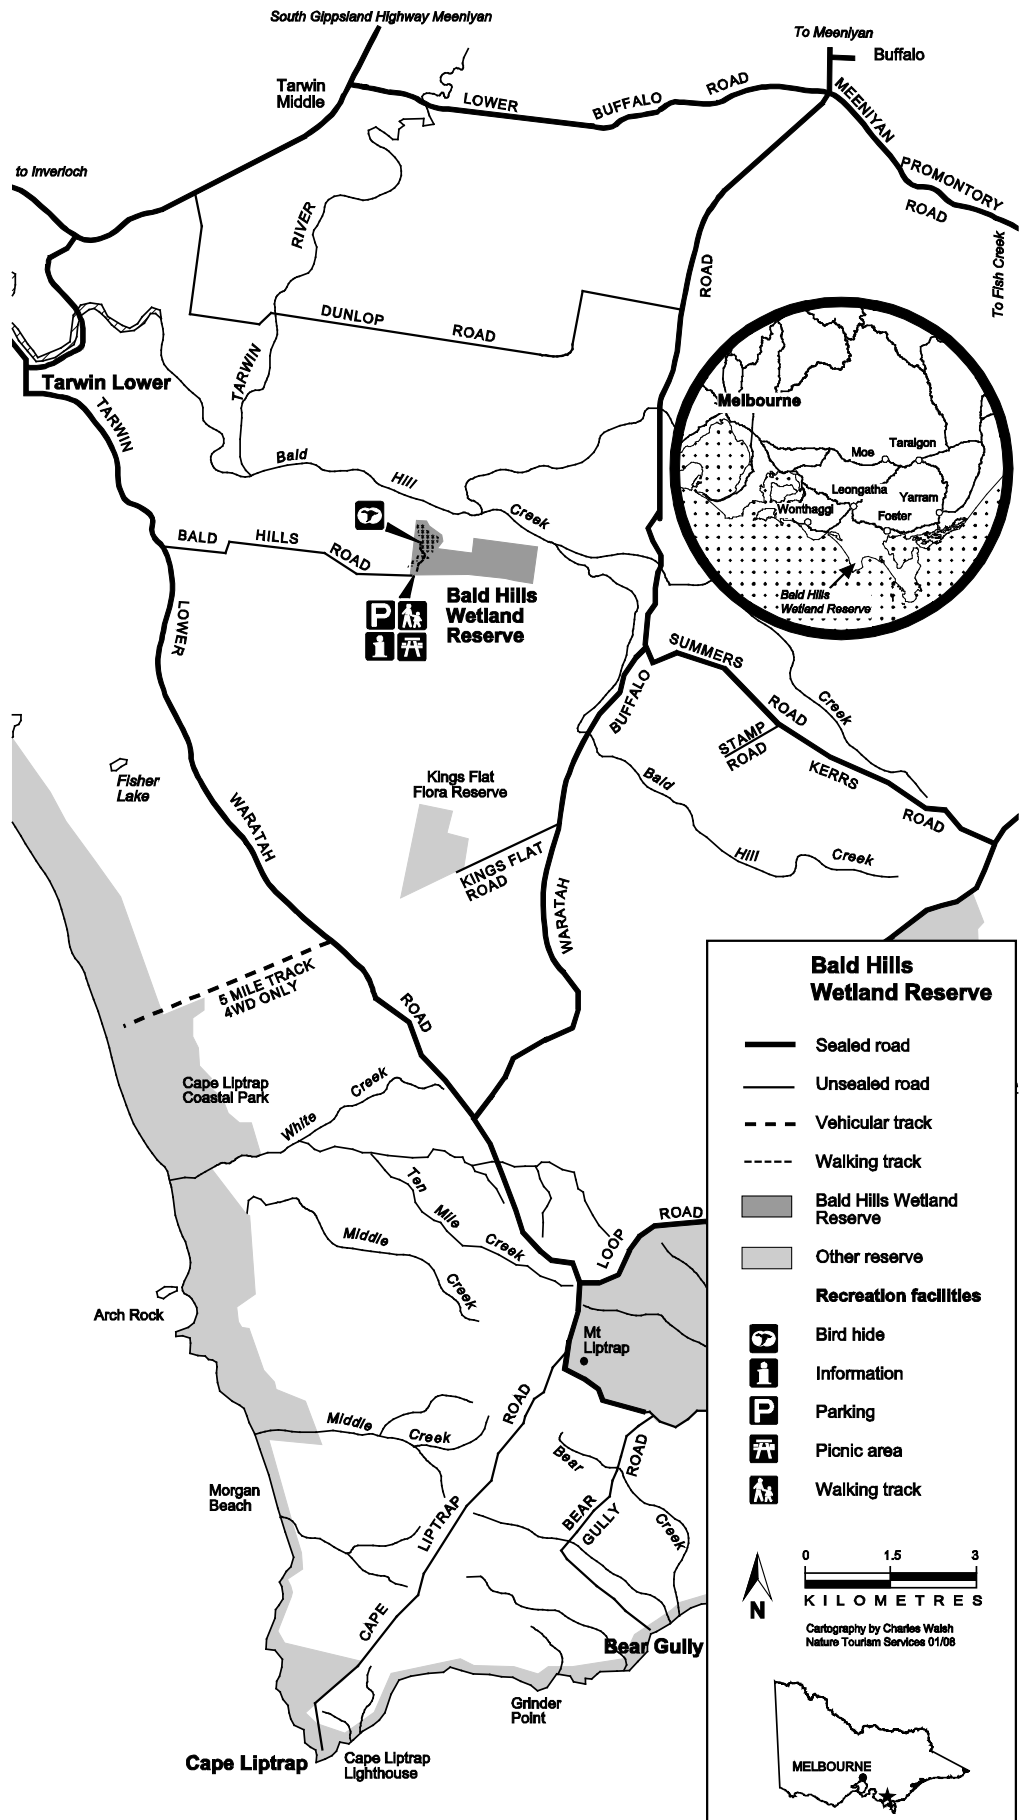 South Gippsland Highway Meeniyan
To Meeniyan
Buffalo
Tarwin
Middle
LOWER
BUFFALO
ROAD
MEENIYAN
PROMONTORY
ROAD
to Inverloch
To Fish Creek
RIVER
TARWIN
ROAD
DUNLOP
ROAD
Tarwin Lower
TARWIN
Melbourne
Moe
Taralgon
Leongatha
Yarram
Wonthaggi
Foster
Bald Hills
Wetland Reserve
Bald
Hill
Creek
BALD
HILLS
ROAD
P
Bald Hills
Wetland
Reserve
LOWER
SUMMERS
ROAD
BUFFALO
STAMP
ROAD
Creek
KERRS
ROAD
Bald
Hill
Creek
Fisher
Lake
Kings Flat
Flora Reserve
KINGS FLAT
ROAD
WARATAH
WARATAH
5 MILE TRACK
4WD ONLY
ROAD
Cape Liptrap
Coastal Park
White
Creek
Ten
Mile
Creek
Middle
Creek
LOOP
ROAD
Arch Rock
Mt
Liptrap
Middle
Creek
ROAD
LIPTRAP
CAPE
Bear
Creek
BEAR
GULLY
ROAD
Morgan
Beach
Bear Gully
Grinder
Point
Cape Liptrap
Cape Liptrap
Lighthouse
Bald Hills
Wetland Reserve
Sealed road
Unsealed road
Vehicular track
Walking track
Bald Hills Wetland
Reserve
Other reserve
Recreation facilities
Bird hide
Information
P
Parking
Picnic area
Walking track
N
0 1.5 3
KILOMETRES
Cartography by Charles Walsh
Nature Tourism Services 01/08
MELBOURNE